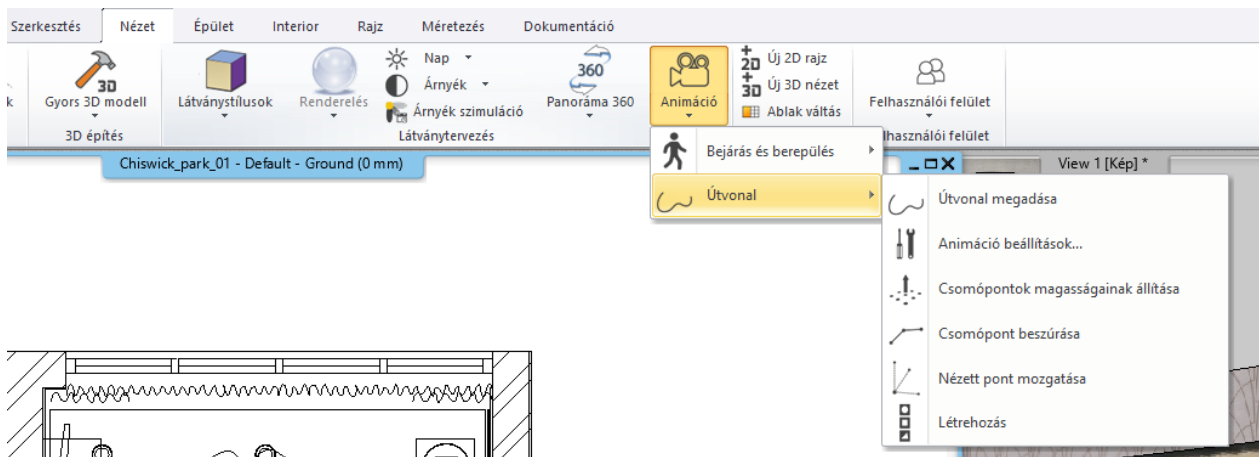 Szerkesztés Nézet Épület Interior Rajz Méretezés Dokumentáció
k
3D
Gyors 3D modell
3D építés
Látványstílusok
Renderelés
Nap
Árnyék
Árnyék szimuláció
Látványtervezés
360
Panoráma 360
Animáció
2D Új 2D rajz
3D Új 3D nézet
Ablak váltás
Felhasználói felület
lhasználói felület
Chiswick_park_01 - Default - Ground (0 mm)
View 1 [Kép] *
Bejárás és berepülés
Útvonal
Útvonal megadása
Animáció beállítások...
Csomópontok magasságainak állítása
Csomópont beszúrása
Nézett pont mozgatása
Létrehozás